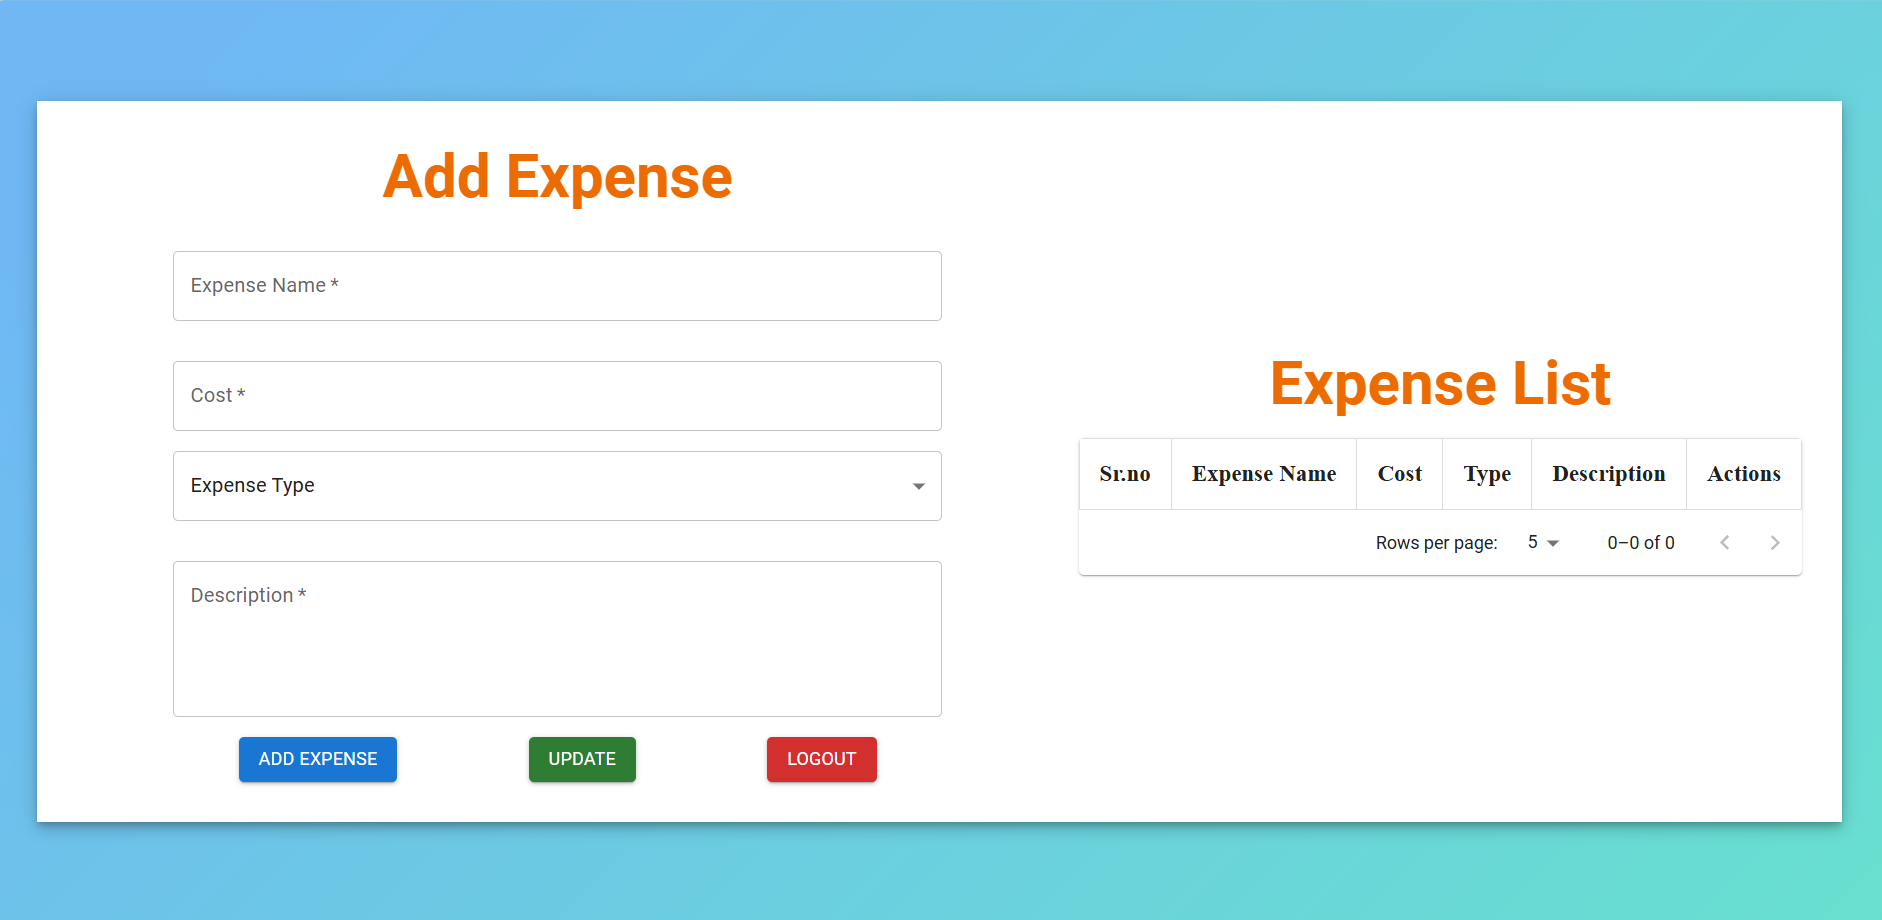 Add Expense
Expense Name *
Cost *
Expense Type
Description *
ADD EXPENSE UPDATE LOGOUT
Expense List
Sr.no Expense Name Cost Type Description Actions
Rows per page: 5 0–0 of 0